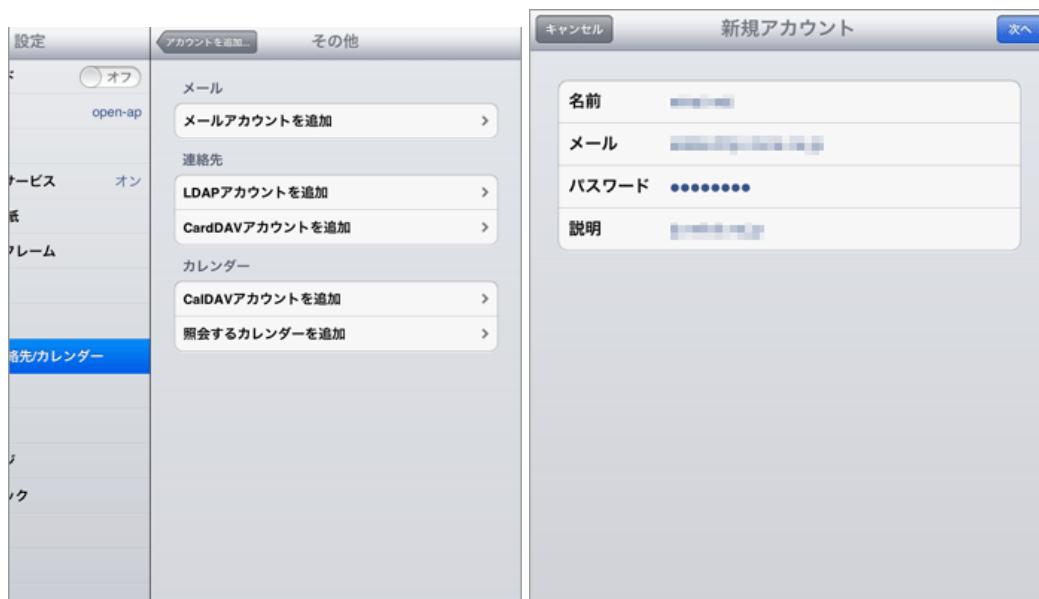 設定
オフ
open-ap
サービス
オン
紙
フレーム
絡先/カレンダー
ジ
ック
アカウントを追加...
その他
メール
メールアカウントを追加
連絡先
LDAPアカウントを追加
CardDAVアカウントを追加
カレンダー
CalDAVアカウントを追加
照会するカレンダーを追加
キャンセル
新規アカウント
次へ
名前
メール
パスワード ●●●●●●●●
説明